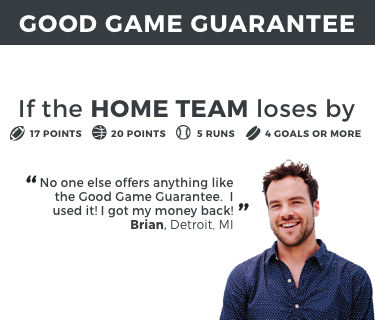 GOOD GAME GUARANTEE
If the HOME TEAM loses by
17 POINTS 20 POINTS 5 RUNS 4 GOALS OR MORE
“No one else offers anything like
the Good Game Guarantee. I
used it! I got my money back!”
Brian, Detroit, MI